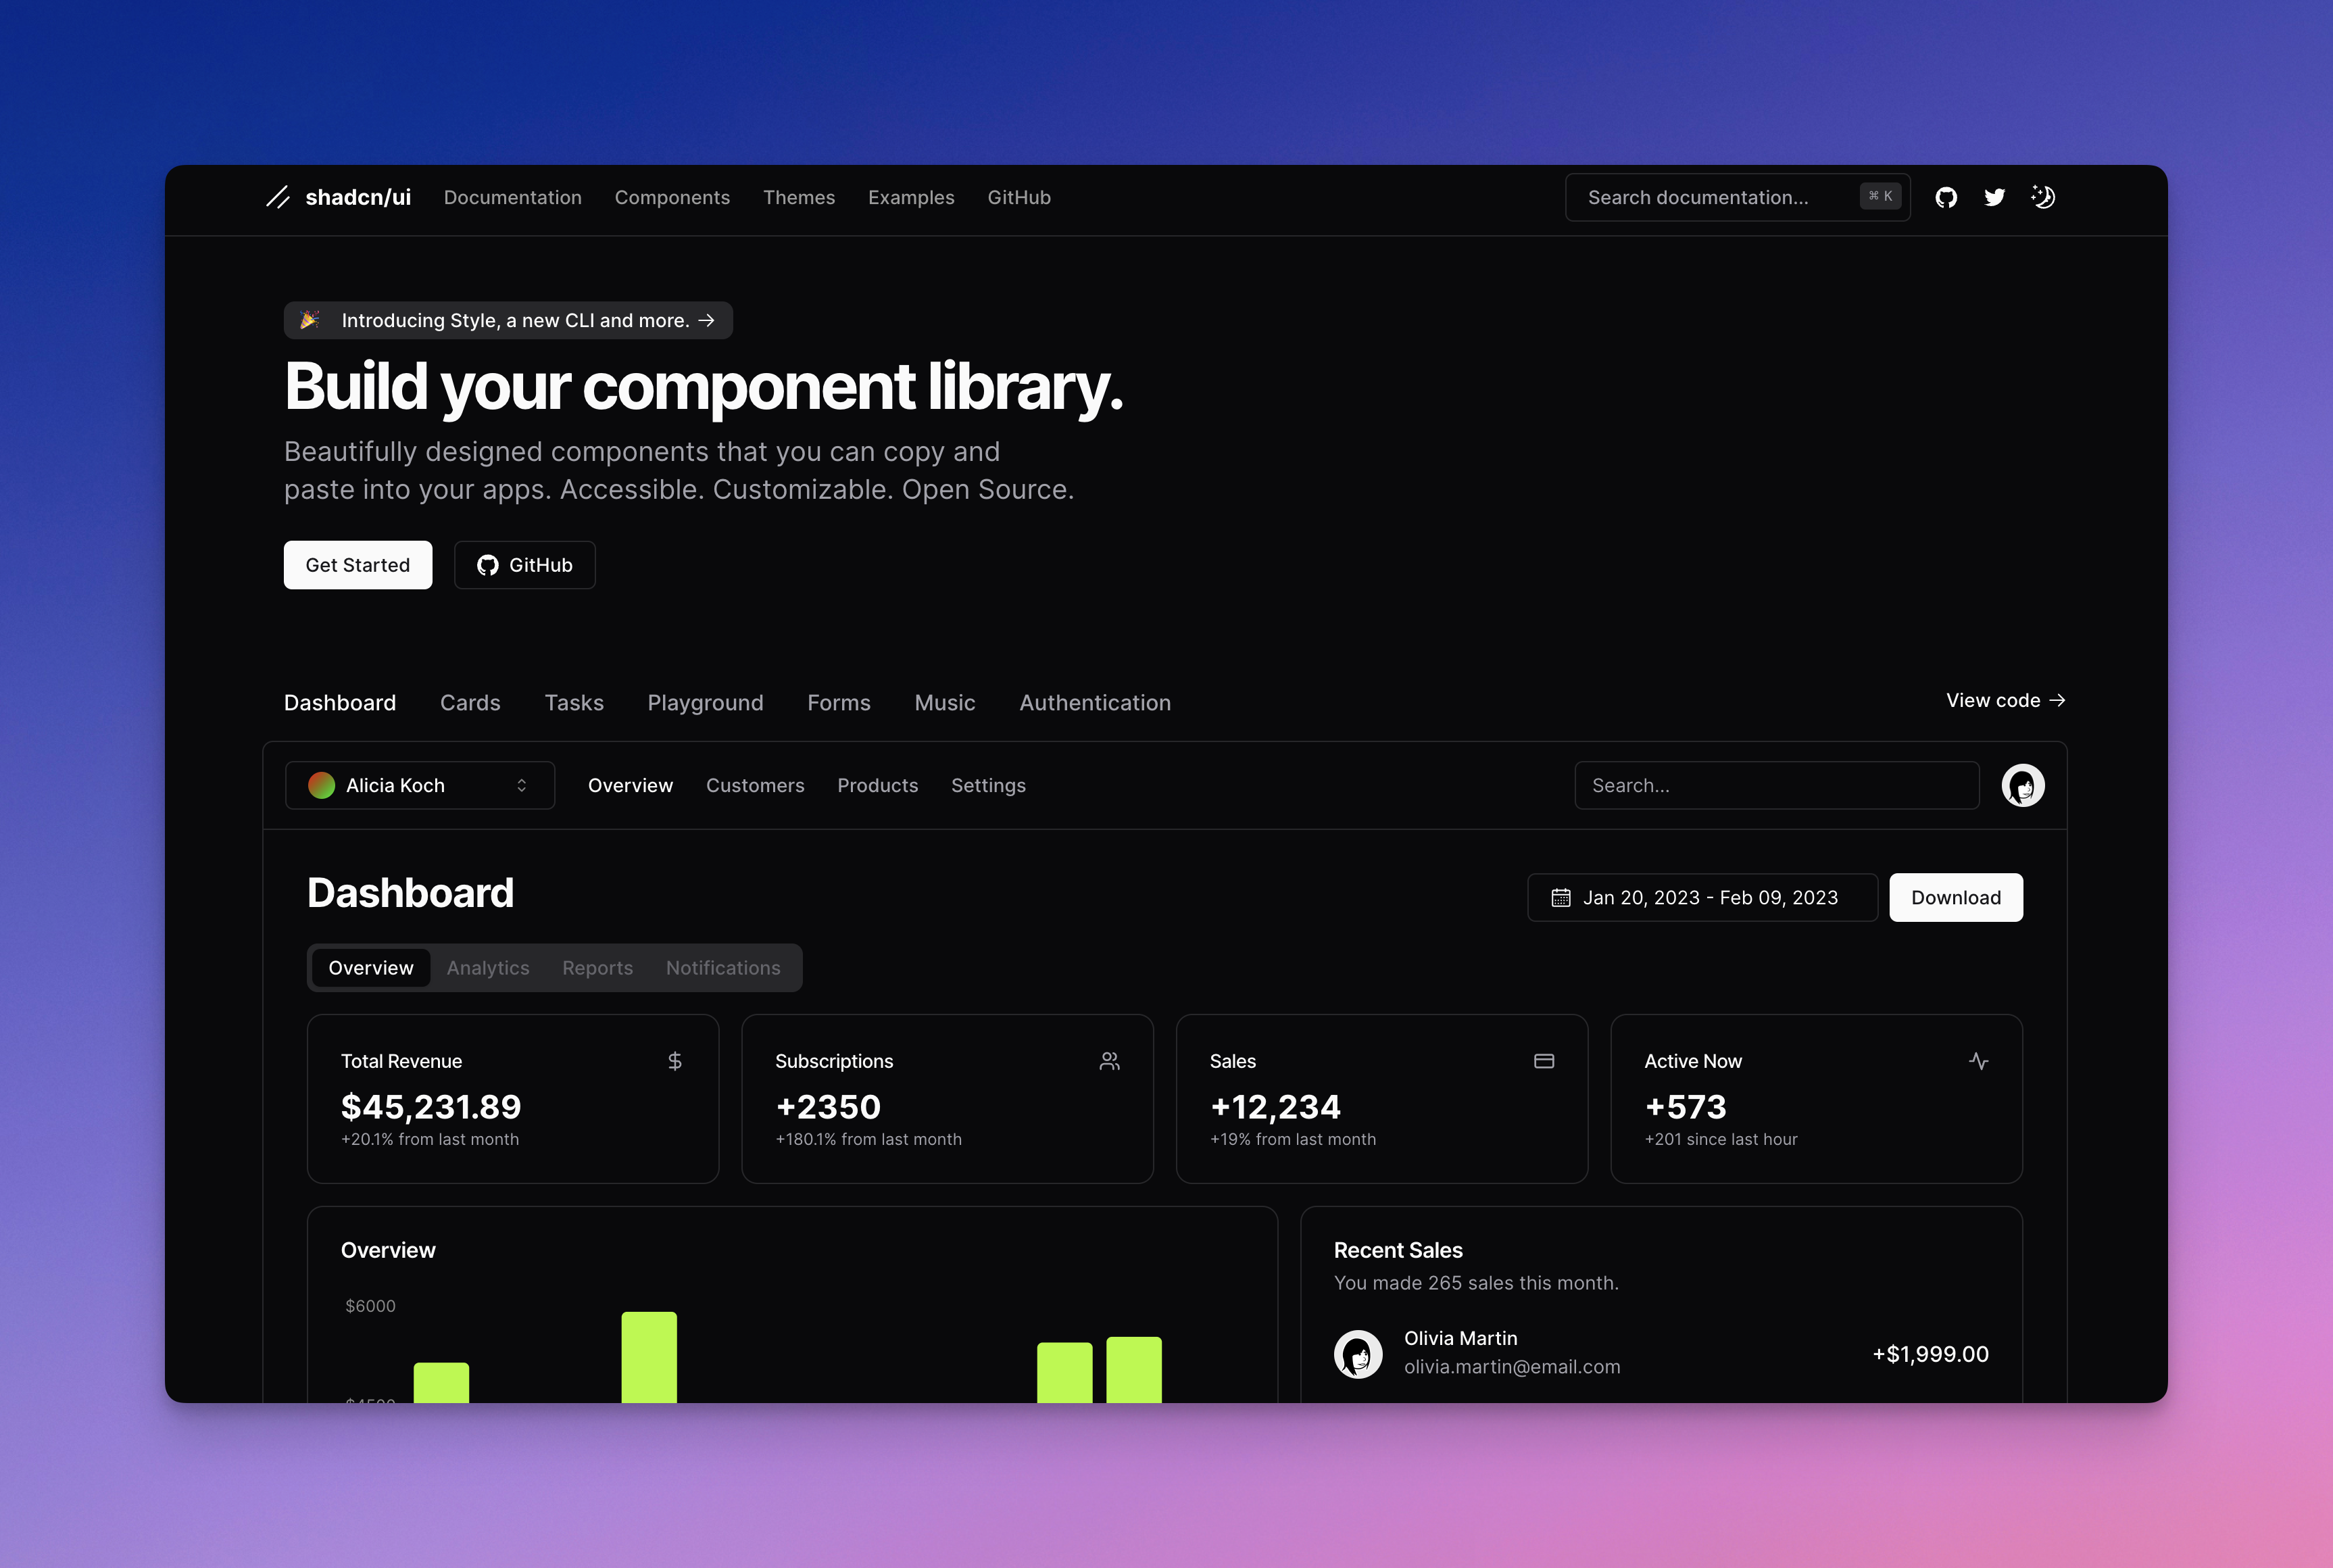 shadcn/ui Documentation Components Themes Examples GitHub Search documentation... ⌘ K
Introducing Style, a new CLI and more. →
Build your component library.
Beautifully designed components that you can copy and
paste into your apps. Accessible. Customizable. Open Source.
Get Started GitHub
Dashboard Cards Tasks Playground Forms Music Authentication View code →
Alicia Koch Overview Customers Products Settings Search...
Dashboard Jan 20, 2023 - Feb 09, 2023 Download
Overview Analytics Reports Notifications
Total Revenue
$45,231.89
+20.1% from last month
Subscriptions
+2350
+180.1% from last month
Sales
+12,234
+19% from last month
Active Now
+573
+201 since last hour
Overview
$6000
Recent Sales
You made 265 sales this month.
Olivia Martin
olivia.martin@email.com
+$1,999.00